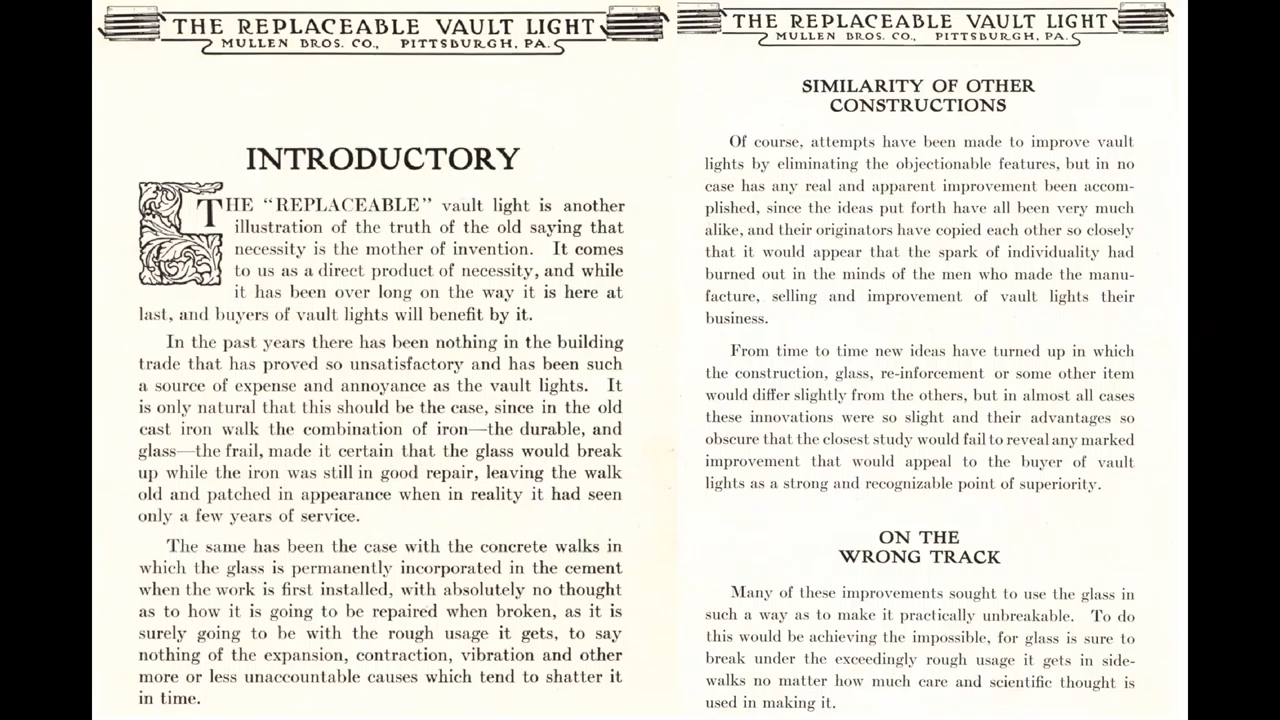 THE REPLACEABLE VAULT LIGHT
MULLEN BROS. CO., PITTSBURGH, PA.
INTRODUCTORY
THE “REPLACEABLE” vault light is another
illustration of the truth of the old saying that
necessity is the mother of invention. It comes
to us as a direct product of necessity, and while
it has been over long on the way it is here at
last, and buyers of vault lights will benefit by it.
In the past years there has been nothing in the building
trade that has proved so unsatisfactory and has been such
a source of expense and annoyance as the vault lights. It
is only natural that this should be the case, since in the old
cast iron walk the combination of iron—the durable, and
glass—the frail, made it certain that the glass would break
up while the iron was still in good repair, leaving the walk
old and patched in appearance when in reality it had seen
only a few years of service.
The same has been the case with the concrete walks in
which the glass is permanently incorporated in the cement
when the work is first installed, with absolutely no thought
as to how it is going to be repaired when broken, as it is
surely going to be with the rough usage it gets, to say
nothing of the expansion, contraction, vibration and other
more or less unaccountable causes which tend to shatter it
in time.
THE REPLACEABLE VAULT LIGHT
MULLEN BROS. CO., PITTSBURGH, PA.
SIMILARITY OF OTHER
CONSTRUCTIONS
Of course, attempts have been made to improve vault
lights by eliminating the objectionable features, but in no
case has any real and apparent improvement been accom-
plished, since the ideas put forth have all been very much
alike, and their originators have copied each other so closely
that it would appear that the spark of individuality had
burned out in the minds of the men who made the manu-
facture, selling and improvement of vault lights their
business.
From time to time new ideas have turned up in which
the construction, glass, re-inforcement or some other item
would differ slightly from the others, but in almost all cases
these innovations were so slight and their advantages so
obscure that the closest study would fail to reveal any marked
improvement that would appeal to the buyer of vault
lights as a strong and recognizable point of superiority.
ON THE
WRONG TRACK
Many of these improvements sought to use the glass in
such a way as to make it practically unbreakable. To do
this would be achieving the impossible, for glass is sure to
break under the exceedingly rough usage it gets in side-
walks no matter how much care and scientific thought is
used in making it.